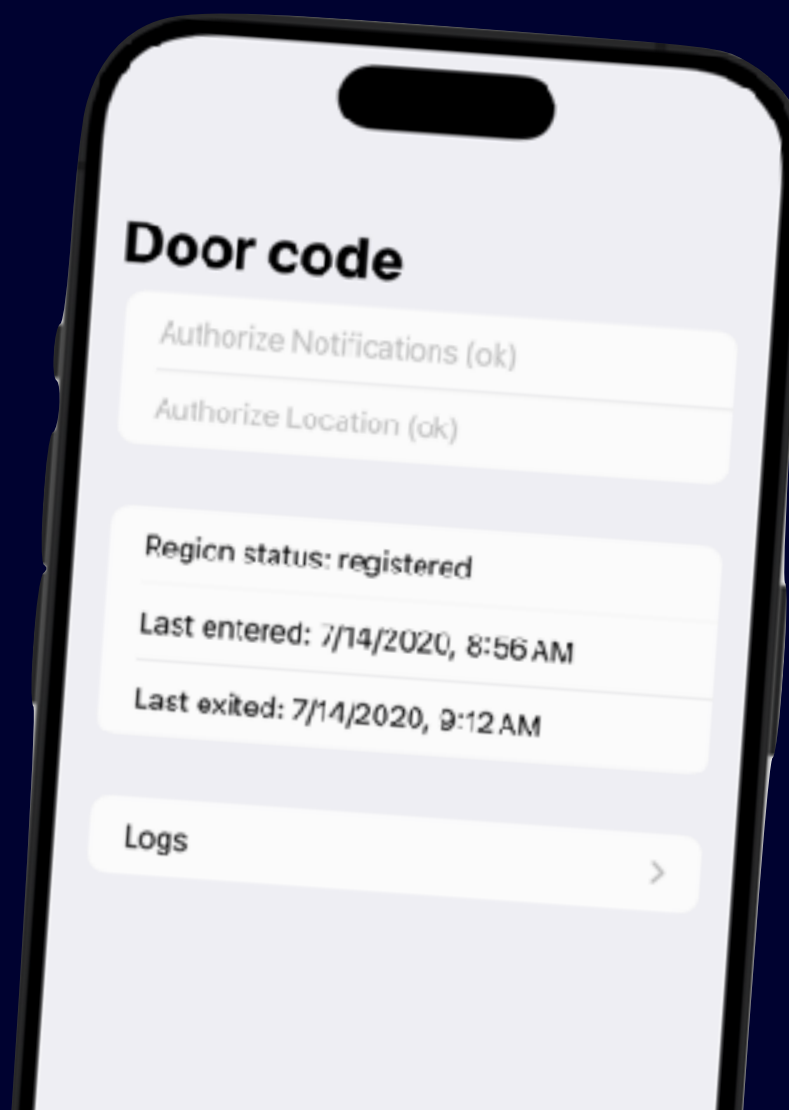 Door code
Authorize Notifications (ok)
Authorize Location (ok)
Region status: registered
Last entered: 7/14/2020, 8:56 AM
Last exited: 7/14/2020, 9:12 AM
Logs